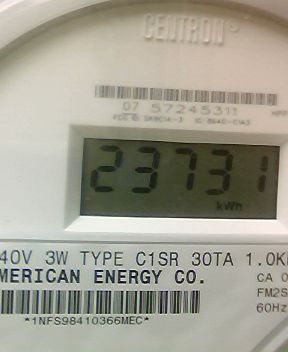 CENTRON®
07 57245311
23731
kWh
40V 3W TYPE C1SR 30TA 1.0K
MERICAN ENERGY CO.
CA 0
FM2S
*1NFS98410366MEC*
60Hz